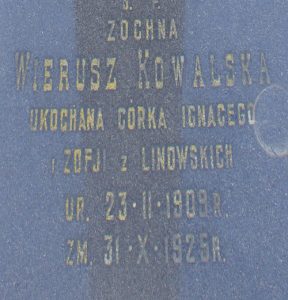 Ś. P.
ZOCHNA
WIERUSZ KOWALSKA
UKOCHANA CÓRKA IGNACEGO
I ZOFJI z LINOWSKICH
UR. 23·II·1909 R.
ZM. 31·X·1925 R.